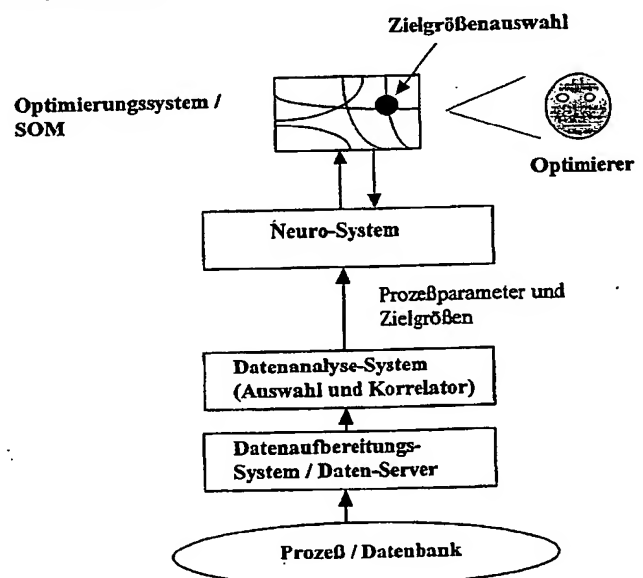 Zielgrößenauswahl
Optimierungssystem /
SOM
Optimierer
Neuro-System
Prozeßparameter und
Zielgrößen
Datenanalyse-System
(Auswahl und Korrelator)
Datenaufbereitungs-
System / Daten-Server
Prozeß / Datenbank